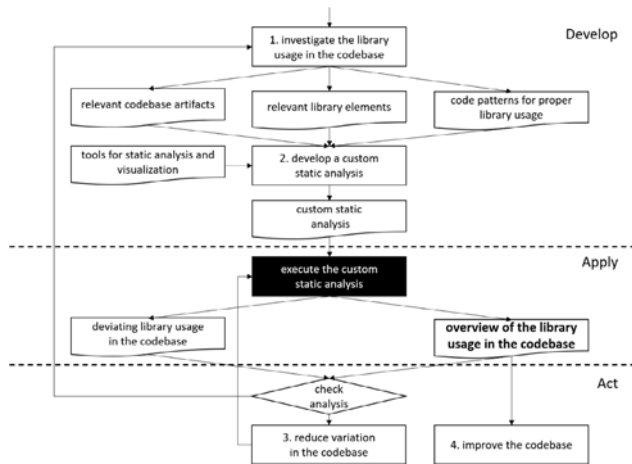 Develop
1. investigate the library
usage in the codebase
relevant codebase artifacts
relevant library elements
code patterns for proper
library usage
tools for static analysis and
visualization
2. develop a custom
static analysis
custom static
analysis
Apply
execute the custom
static analysis
deviating library usage
in the codebase
overview of the library
usage in the codebase
Act
check
analysis
3. reduce variation
in the codebase
4. improve the codebase